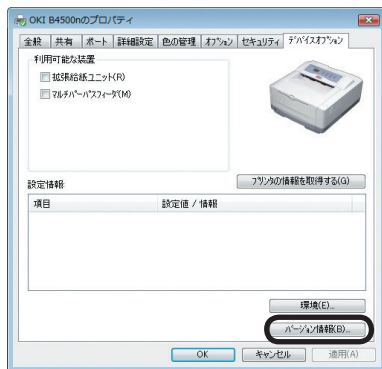 OKI B4500nのプロパティ
全般 共有 ポート 詳細設定 色の管理 オプション セキュリティ デバイスオプション
利用可能な装置
拡張給紙ユニット(R)
マルチパーパスフィーダ(M)
設定情報
プリンタの情報を取得する(G)
項目 設定値 / 情報
環境(E)...
バージョン情報(B)...
OK キャンセル 適用(A)